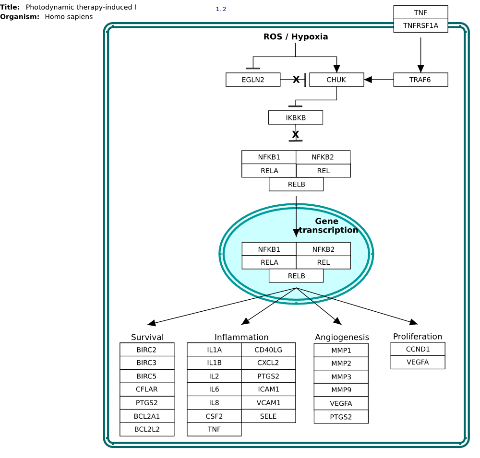 Title: Photodynamic therapy-induced l
1, 2
Organism: Homo sapiens
TNF
TNFRSF1A
ROS / Hypoxia
EGLN2
X
CHUK
TRAF6
IKBKB
X
NFKB1 NFKB2
RELA REL
RELB
Gene
transcription
NFKB1 NFKB2
RELA REL
RELB
Survival
BIRC2
BIRC3
BIRC5
CFLAR
PTGS2
BCL2A1
BCL2L2
Inflammation
IL1A CD40LG
IL1B CXCL2
IL2 PTGS2
IL6 ICAM1
IL8 VCAM1
CSF2 SELE
TNF
Angiogenesis
MMP1
MMP2
MMP3
MMP9
VEGFA
PTGS2
Proliferation
CCND1
VEGFA